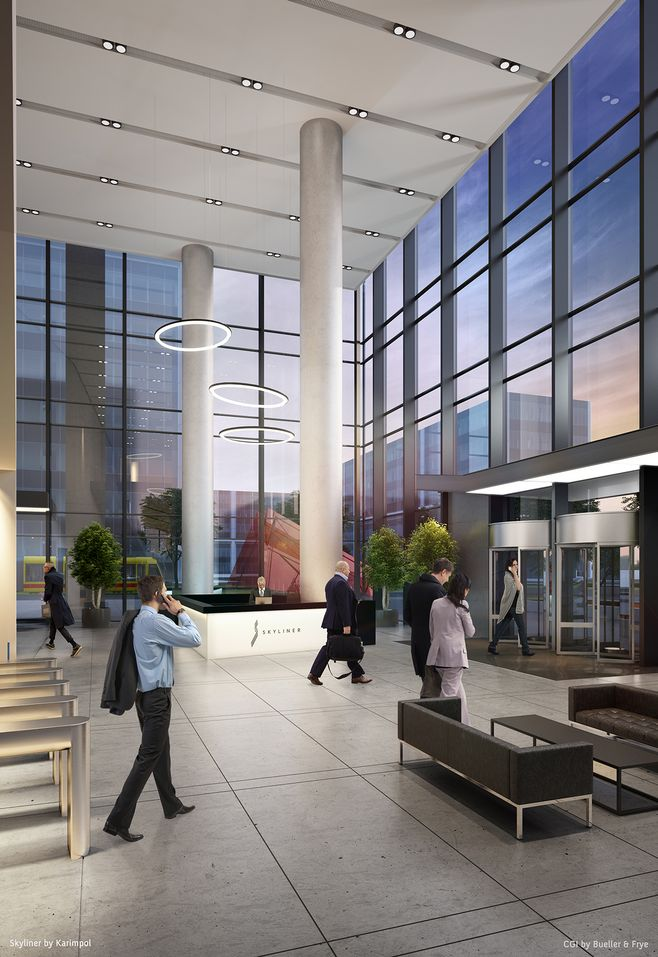 SKYLINER
Skyliner by Karimpol
CGI by Bueller & Frye